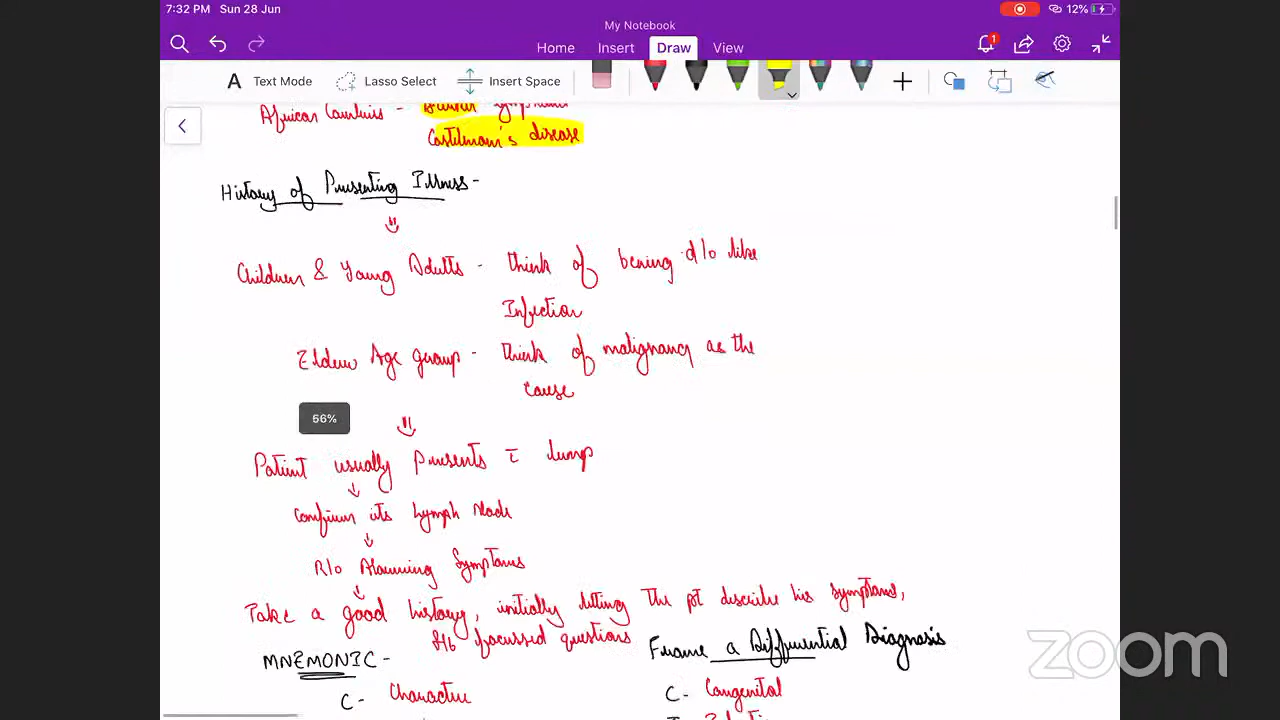 7:32 PM Sun 28 Jun
12%
My Notebook
Home Insert Draw View
1
Text Mode Lasso Select Insert Space
African Countries -
Castleman's disease
History of Presenting Illness -
Children & Young Adults - think of bening d/o like
Infection
Elderr Age group - think of malignancy as the
cause
56%
Patient usually presents c lump
Confirm its Lymph Node
R/o Alarming Symptoms
Take a good history, initially letting the pt describe his symptoms,
f/b focussed questions
Frame a Differential Diagnosis
MNEMONIC -
C - Character
C - Congenital
zoom